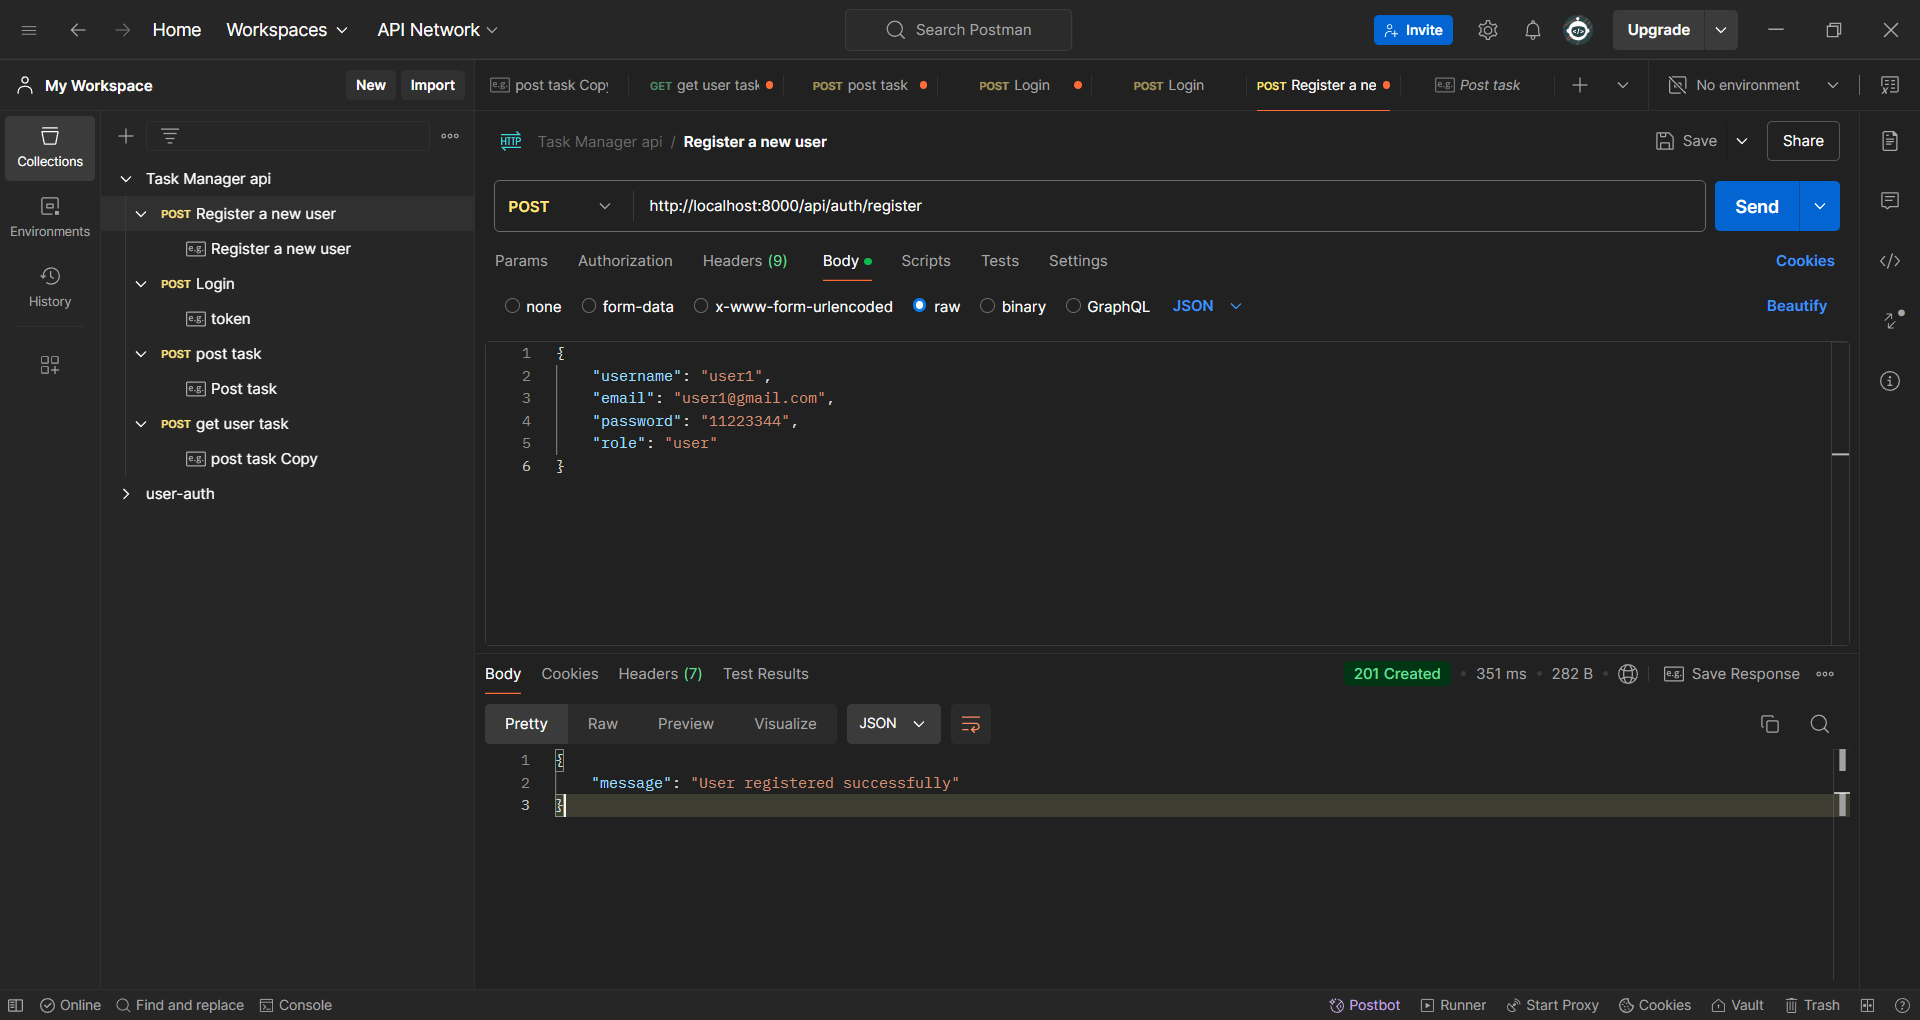 Home Workspaces API Network Search Postman Invite Upgrade
My Workspace New Import
e.g. post task Copy GET get user task POST post task POST Login POST Login POST Register a ne e.g. Post task No environment
Collections
Environments
History
Task Manager api
POST Register a new user
e.g. Register a new user
POST Login
e.g. token
POST post task
e.g. Post task
POST get user task
e.g. post task Copy
user-auth
HTTP Task Manager api / Register a new user Save Share
POST http://localhost:8000/api/auth/register Send
Params Authorization Headers (9) Body Scripts Tests Settings Cookies
none form-data x-www-form-urlencoded raw binary GraphQL JSON Beautify
1 {
2 "username": "user1",
3 "email": "user1@gmail.com",
4 "password": "11223344",
5 "role": "user"
6 }
Body Cookies Headers (7) Test Results 201 Created 351 ms 282 B e.g. Save Response
Pretty Raw Preview Visualize JSON
1 {
2 "message": "User registered successfully"
3 }
Online Find and replace Console Postbot Runner Start Proxy Cookies Vault Trash